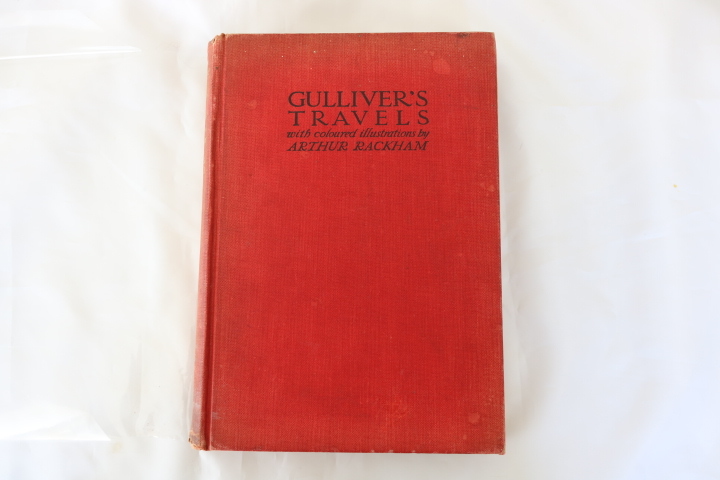 GULLIVER'S
TRAVELS
with coloured illustrations by
ARTHUR RACKHAM